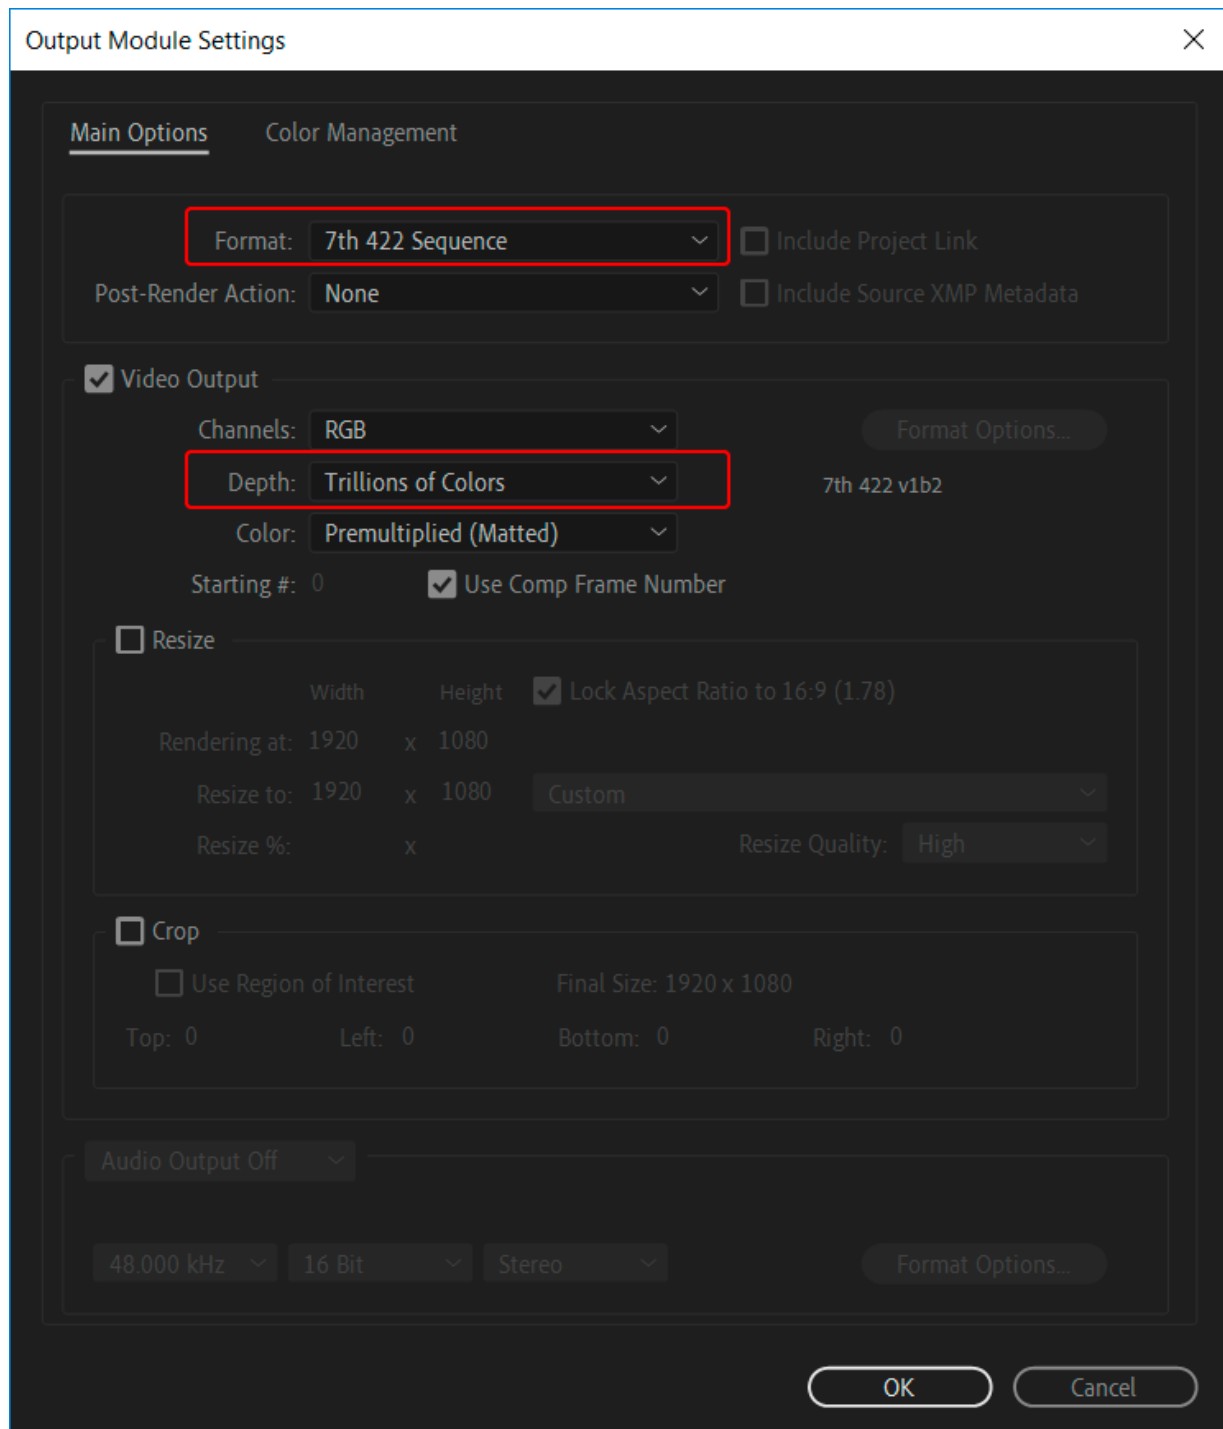 Output Module Settings
Main Options Color Management
Format: 7th 422 Sequence Include Project Link
Post-Render Action: None Include Source XMP Metadata
Video Output
Channels: RGB Format Options...
Depth: Trillions of Colors 7th 422 v1b2
Color: Premultiplied (Matted)
Starting #: 0 Use Comp Frame Number
Resize
Width Height Lock Aspect Ratio to 16:9 (1.78)
Rendering at: 1920 x 1080
Resize to: 1920 x 1080 Custom
Resize %: x Resize Quality: High
Crop
Use Region of Interest Final Size: 1920 x 1080
Top: 0 Left: 0 Bottom: 0 Right: 0
Audio Output Off
48.000 kHz 16 Bit Stereo Format Options...
OK Cancel